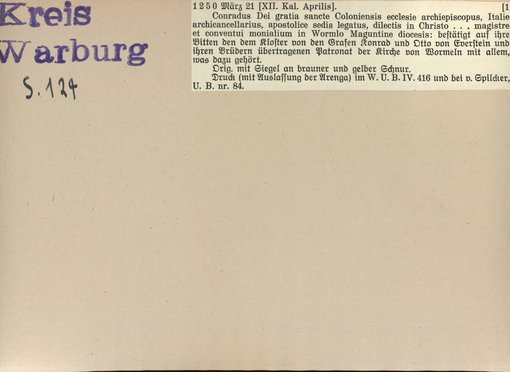 Kreis
Warburg
S. 124
1250 März 21 [XII. Kal. Aprilis]. [1
Conradus Dei gratia sancte Coloniensis ecclesie archiepiscopus, Italie
archicancellarius, apostolice sedis legatus, dilectis in Christo . . . magistre
et conventui monialium in Wormlo Maguntine diocesis: bestätigt auf ihre
Bitten den dem Kloster von den Grafen Konrad und Otto von Everstein und
ihren Brüdern übertragenen Patronat der Kirche von Wormeln mit allem,
was dazu gehört.
Orig. mit Siegel an brauner und gelber Schnur.
Druck (mit Auslassung der Arenga) im W. U. B. IV. 416 und bei v. Spilcker,
U. B. nr. 84.